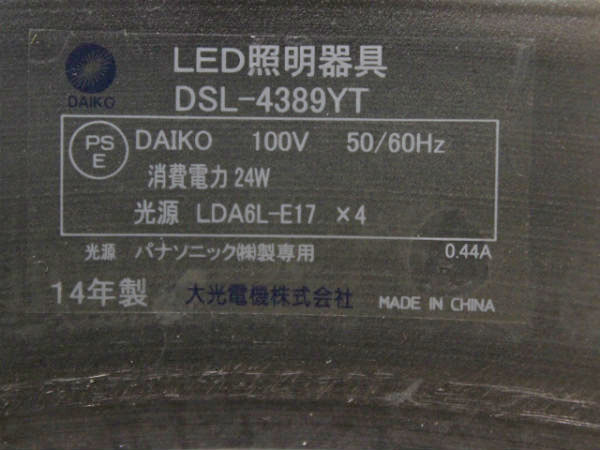 DAIKO
LED照明器具
DSL-4389YT
PS
E
DAIKO 100V 50/60Hz
消費電力 24W
光源 LDA6L-E17 ×4
光源 パナソニック㈱製専用 0.44A
14年製 大光電機株式会社 MADE IN CHINA